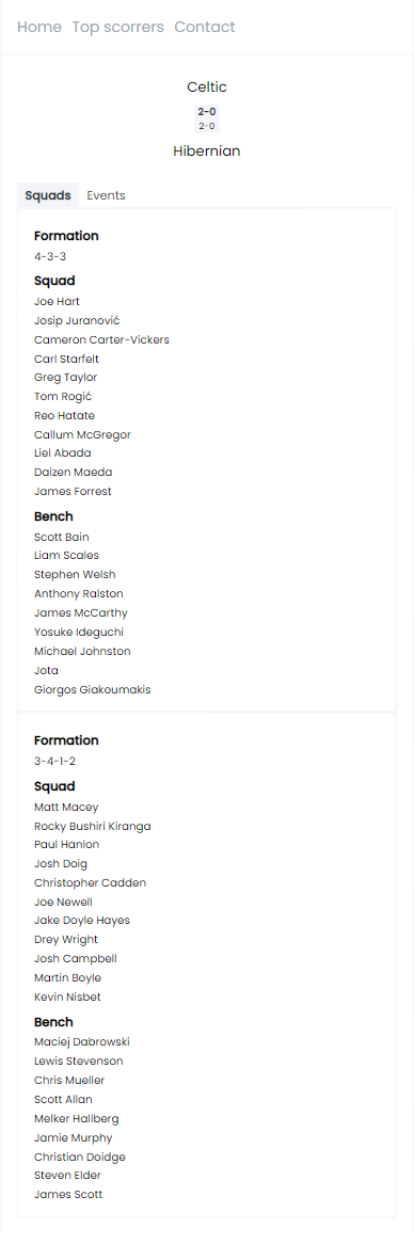 Home Top scorrers Contact
Celtic
2-0
2-0
Hibernian
Squads Events
Formation
4-3-3
Squad
Joe Hart
Josip Juranović
Cameron Carter-Vickers
Carl Starfelt
Greg Taylor
Tom Rogić
Reo Hatate
Callum McGregor
Liel Abada
Daizen Maeda
James Forrest
Bench
Scott Bain
Liam Scales
Stephen Welsh
Anthony Ralston
James McCarthy
Yosuke Ideguchi
Michael Johnston
Jota
Giorgos Giakoumakis
Formation
3-4-1-2
Squad
Matt Macey
Rocky Bushiri Kiranga
Paul Hanlon
Josh Doig
Christopher Cadden
Joe Newell
Jake Doyle Hayes
Drey Wright
Josh Campbell
Martin Boyle
Kevin Nisbet
Bench
Maciej Dabrowski
Lewis Stevenson
Chris Mueller
Scott Allan
Melker Hallberg
Jamie Murphy
Christian Doidge
Steven Elder
James Scott